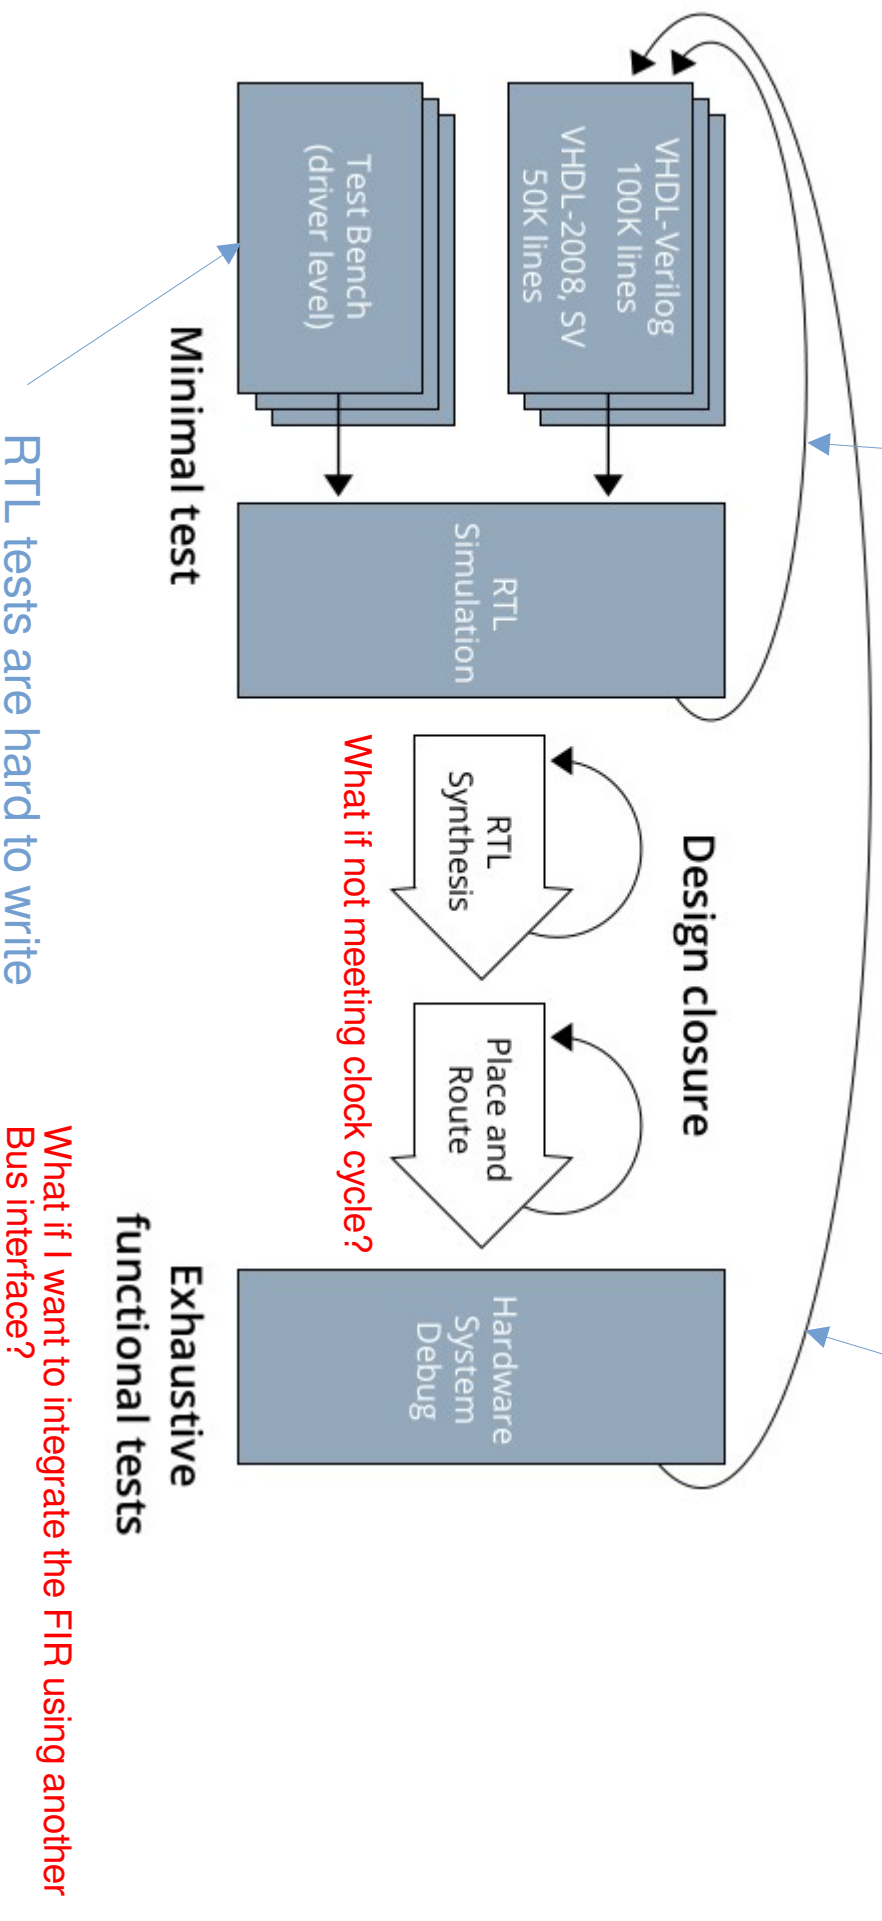 VHDL-Verilog
100K lines
VHDL-2008, SV
50K lines
Test Bench
(driver level)
Minimal test
RTL
Simulation
Design closure
RTL
Synthesis
Place and
Route
What if not meeting clock cycle?
Hardware
System
Debug
Exhaustive
functional tests
RTL tests are hard to write
What if I want to integrate the FIR using another
Bus interface?